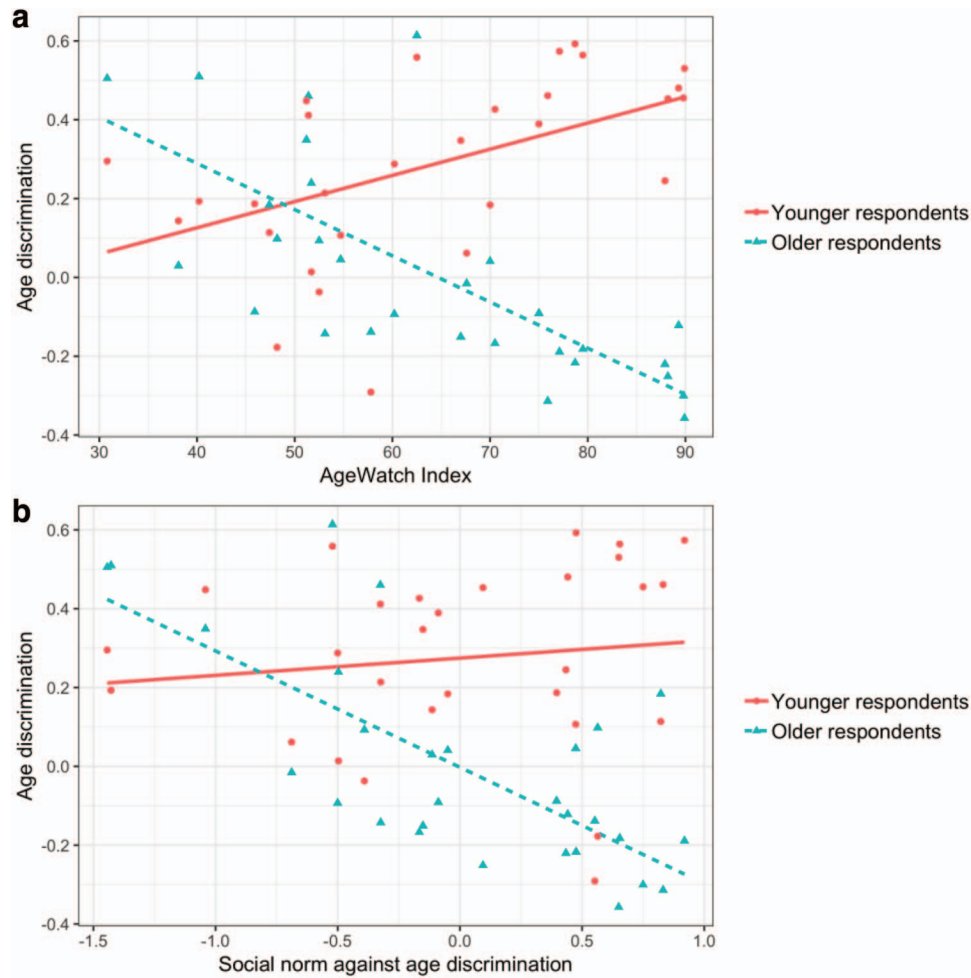 a
0.6
0.4
0.2
0.0
-0.2
-0.4
Age discrimination
30 40 50 60 70 80 90
AgeWatch Index
Younger respondents
Older respondents
b
0.6
0.4
0.2
0.0
-0.2
-0.4
Age discrimination
-1.5 -1.0 -0.5 0.0 0.5 1.0
Social norm against age discrimination
Younger respondents
Older respondents